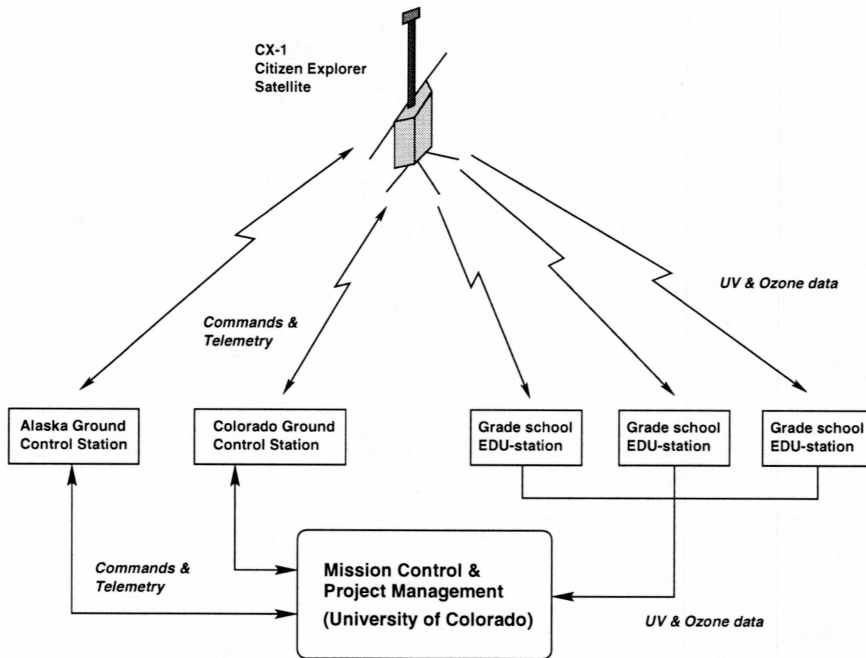 CX-1
Citizen Explorer
Satellite
UV & Ozone data
Commands &
Telemetry
Alaska Ground
Control Station
Colorado Ground
Control Station
Grade school
EDU-station
Grade school
EDU-station
Grade school
EDU-station
Commands &
Telemetry
Mission Control &
Project Management
(University of Colorado)
UV & Ozone data